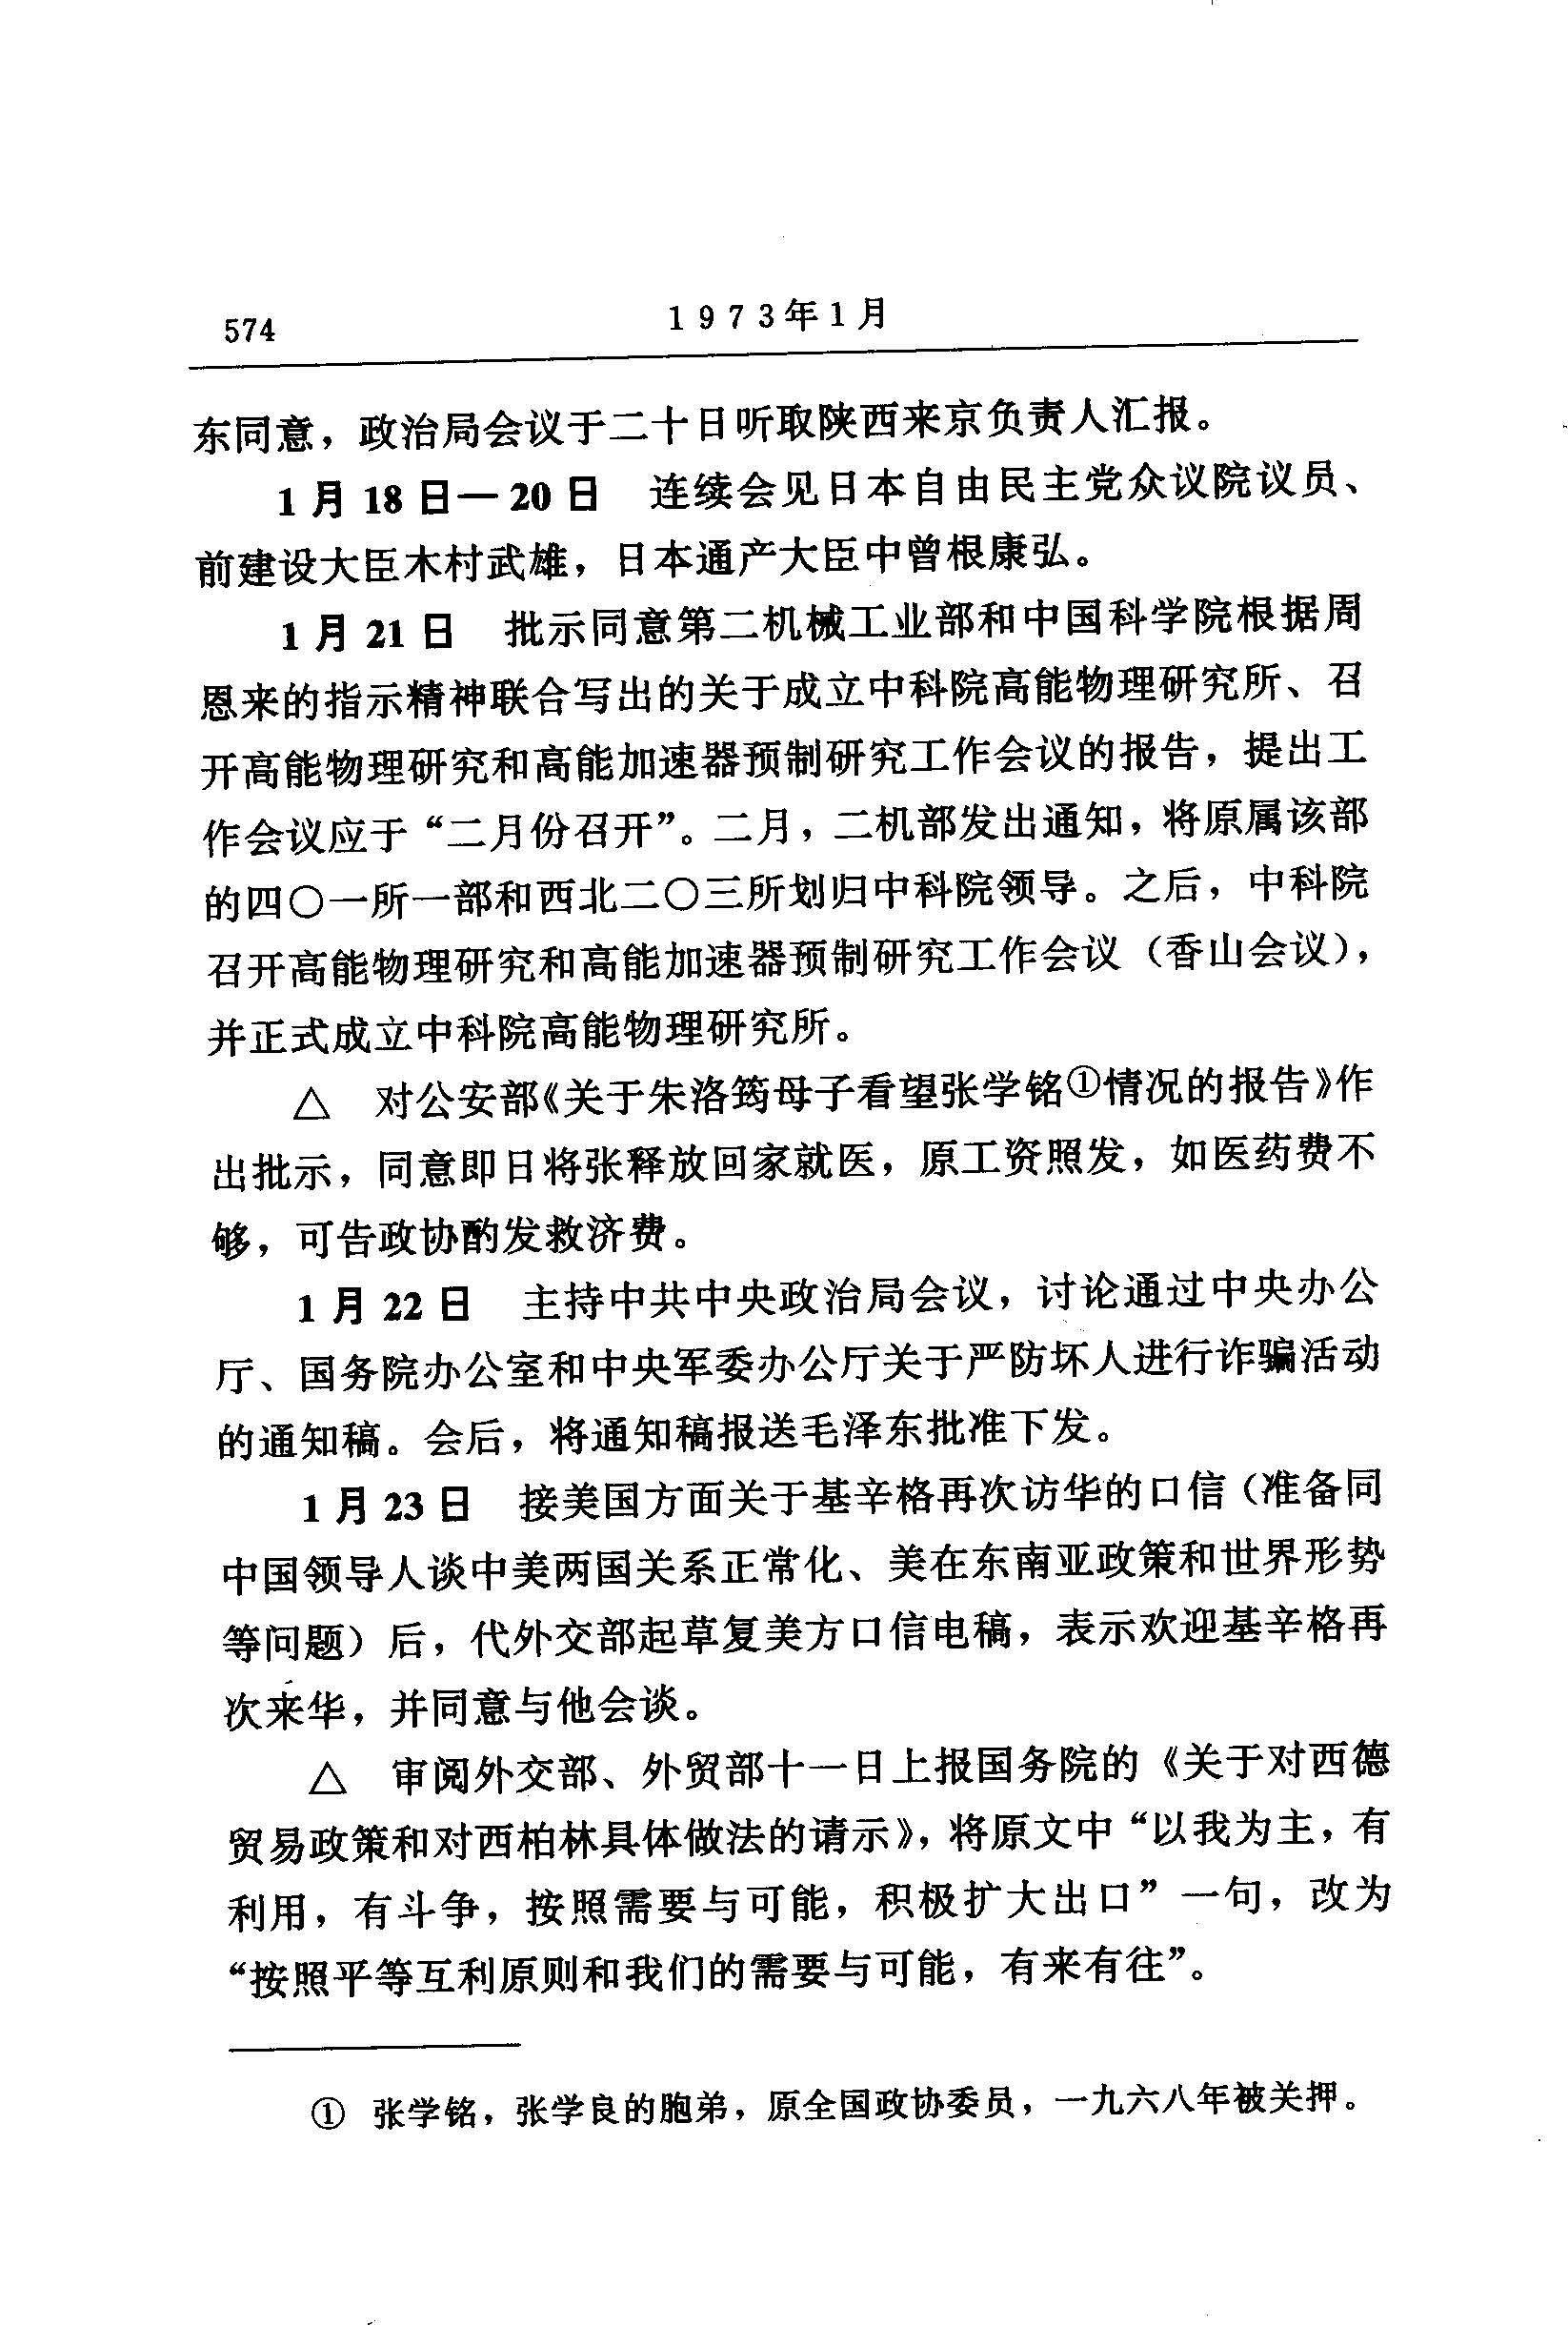 574
1973年1月
东同意，政治局会议于二十日听取陕西来京负责人汇报。
1月18日—20日　连续会见日本自由民主党众议院议员、
前建设大臣木村武雄，日本通产大臣中曾根康弘。
1月21日　批示同意第二机械工业部和中国科学院根据周
恩来的指示精神联合写出的关于成立中科院高能物理研究所、召
开高能物理研究和高能加速器预制研究工作会议的报告，提出工
作会议应于“二月份召开”。二月，二机部发出通知，将原属该部
的四〇一所一部和西北二〇三所划归中科院领导。之后，中科院
召开高能物理研究和高能加速器预制研究工作会议（香山会议），
并正式成立中科院高能物理研究所。
△　对公安部《关于朱洛筠母子看望张学铭①情况的报告》作
出批示，同意即日将张释放回家就医，原工资照发，如医药费不
够，可告政协酌发救济费。
1月22日　主持中共中央政治局会议，讨论通过中央办公
厅、国务院办公室和中央军委办公厅关于严防坏人进行诈骗活动
的通知稿。会后，将通知稿报送毛泽东批准下发。
1月23日　接美国方面关于基辛格再次访华的口信（准备同
中国领导人谈中美两国关系正常化、美在东南亚政策和世界形势
等问题）后，代外交部起草复美方口信电稿，表示欢迎基辛格再
次来华，并同意与他会谈。
△　审阅外交部、外贸部十一日上报国务院的《关于对西德
贸易政策和对西柏林具体做法的请示》，将原文中“以我为主，有
利用，有斗争，按照需要与可能，积极扩大出口”一句，改为
“按照平等互利原则和我们的需要与可能，有来有往”。
①　张学铭，张学良的胞弟，原全国政协委员，一九六八年被关押。